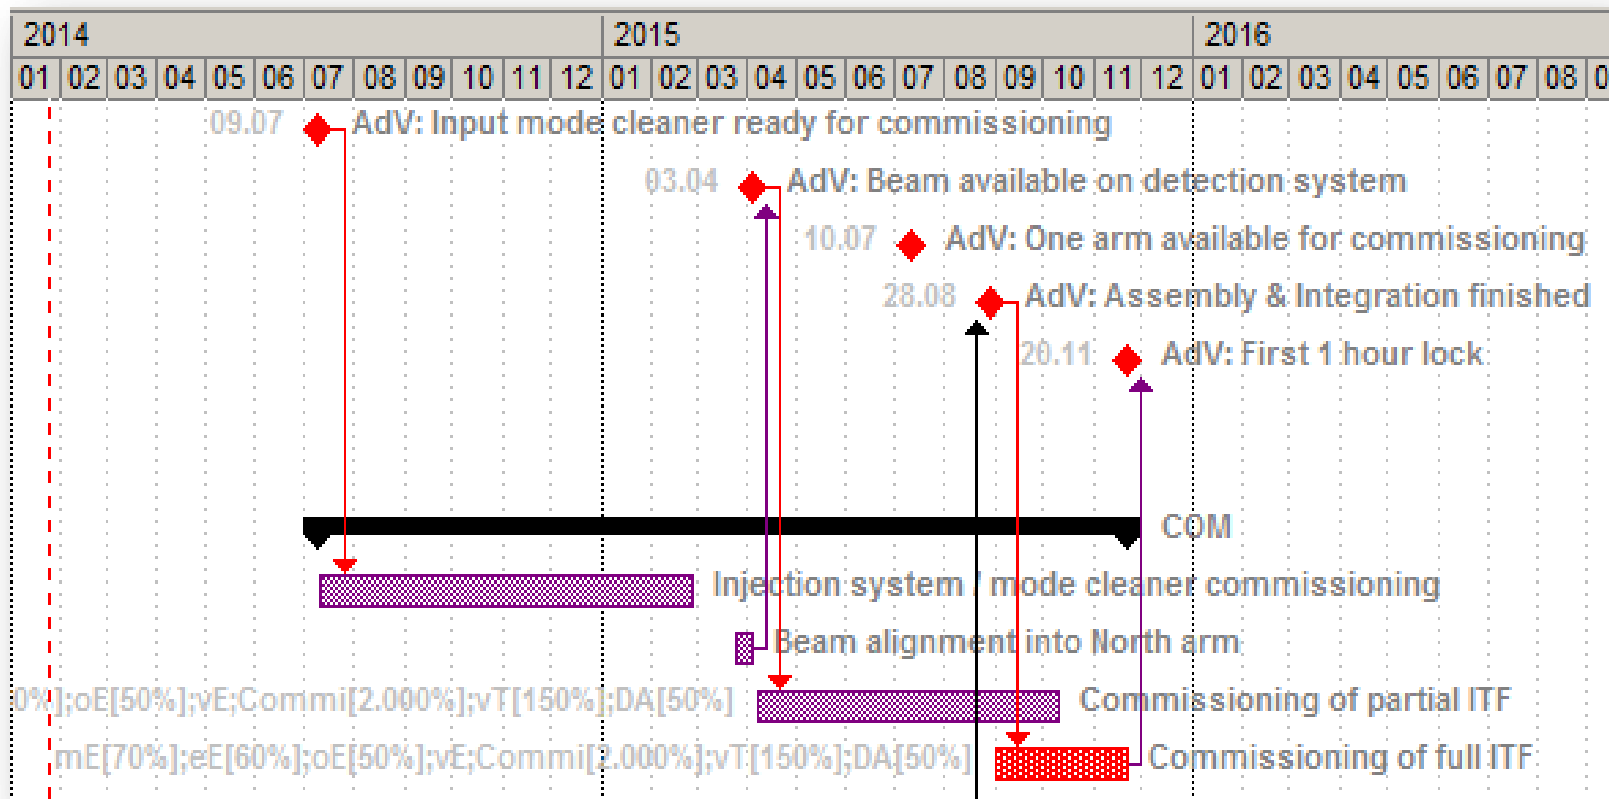 2014 2015 2016
01 02 03 04 05 06 07 08 09 10 11 12 01 02 03 04 05 06 07 08 09 10 11 12 01 02 03 04 05 06 07 08 0
09.07 AdV: Input mode cleaner ready for commissioning
03.04 AdV: Beam available on detection system
10.07 AdV: One arm available for commissioning
28.08 AdV: Assembly & Integration finished
20.11 AdV: First 1 hour lock
COM
Injection system / mode cleaner commissioning
Beam alignment into North arm
0%];oE[50%];vE;Commi[2.000%];vT[150%];DA[50%] Commissioning of partial ITF
mE[70%];eE[60%];oE[50%];vE;Commi[2.000%];vT[150%];DA[50%] Commissioning of full ITF